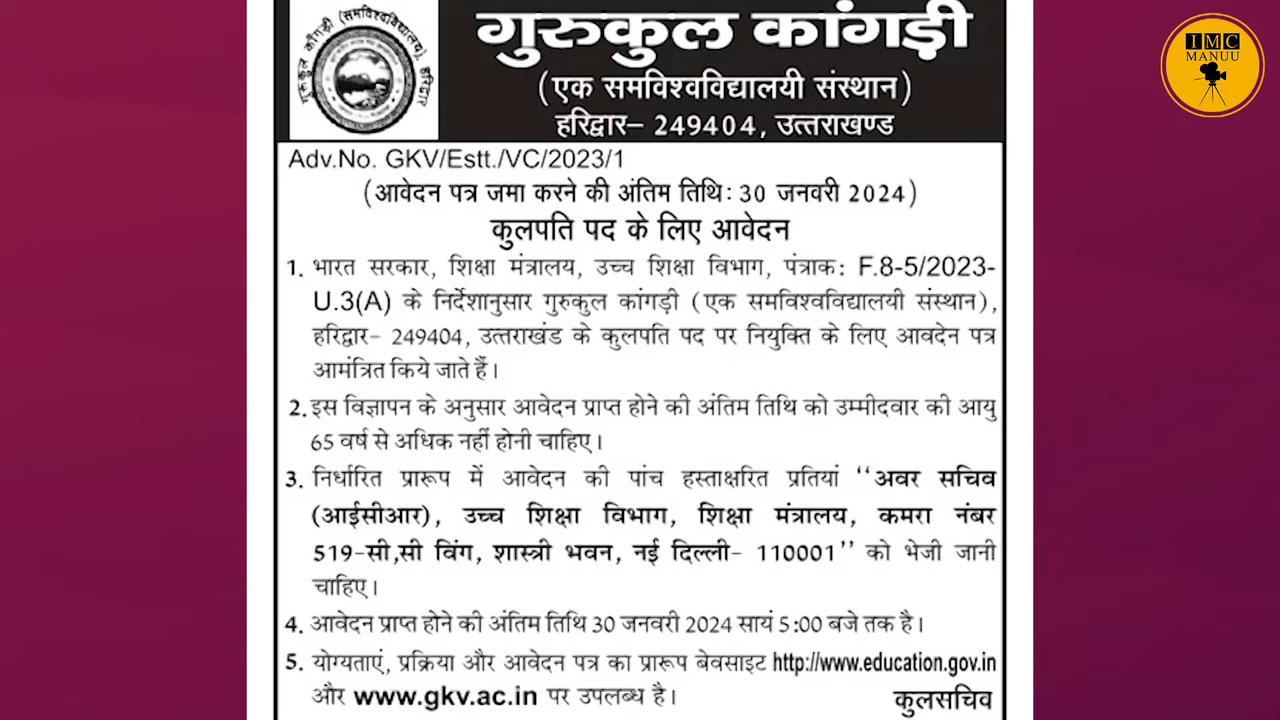 गुरुकुल कांगड़ी (समविश्वविद्यालय) हरिद्वार
गुरुकुल कांगड़ी
(एक समविश्वविद्यालयी संस्थान)
हरिद्वार– 249404, उत्तराखण्ड
IMC
MANUU
Adv.No. GKV/Estt./VC/2023/1
(आवेदन पत्र जमा करने की अंतिम तिथि: 30 जनवरी 2024)
कुलपति पद के लिए आवेदन
1. भारत सरकार, शिक्षा मंत्रालय, उच्च शिक्षा विभाग, पंत्राक: F.8-5/2023-
U.3(A) के निर्देशानुसार गुरुकुल कांगड़ी (एक समविश्वविद्यालयी संस्थान),
हरिद्वार– 249404, उत्तराखंड के कुलपति पद पर नियुक्ति के लिए आवदेन पत्र
आमंत्रित किये जाते हैं।
2. इस विज्ञापन के अनुसार आवेदन प्राप्त होने की अंतिम तिथि को उम्मीदवार की आयु
65 वर्ष से अधिक नहीं होनी चाहिए।
3. निर्धारित प्रारूप में आवेदन की पांच हस्ताक्षरित प्रतियां ‘‘अवर सचिव
(आईसीआर), उच्च शिक्षा विभाग, शिक्षा मंत्रालय, कमरा नंबर
519–सी,सी विंग, शास्त्री भवन, नई दिल्ली– 110001’’ को भेजी जानी
चाहिए।
4. आवेदन प्राप्त होने की अंतिम तिथि 30 जनवरी 2024 सायं 5:00 बजे तक है।
5. योग्यताएं, प्रक्रिया और आवेदन पत्र का प्रारूप बेवसाइट http://www.education.gov.in
और www.gkv.ac.in पर उपलब्ध है।
कुलसचिव